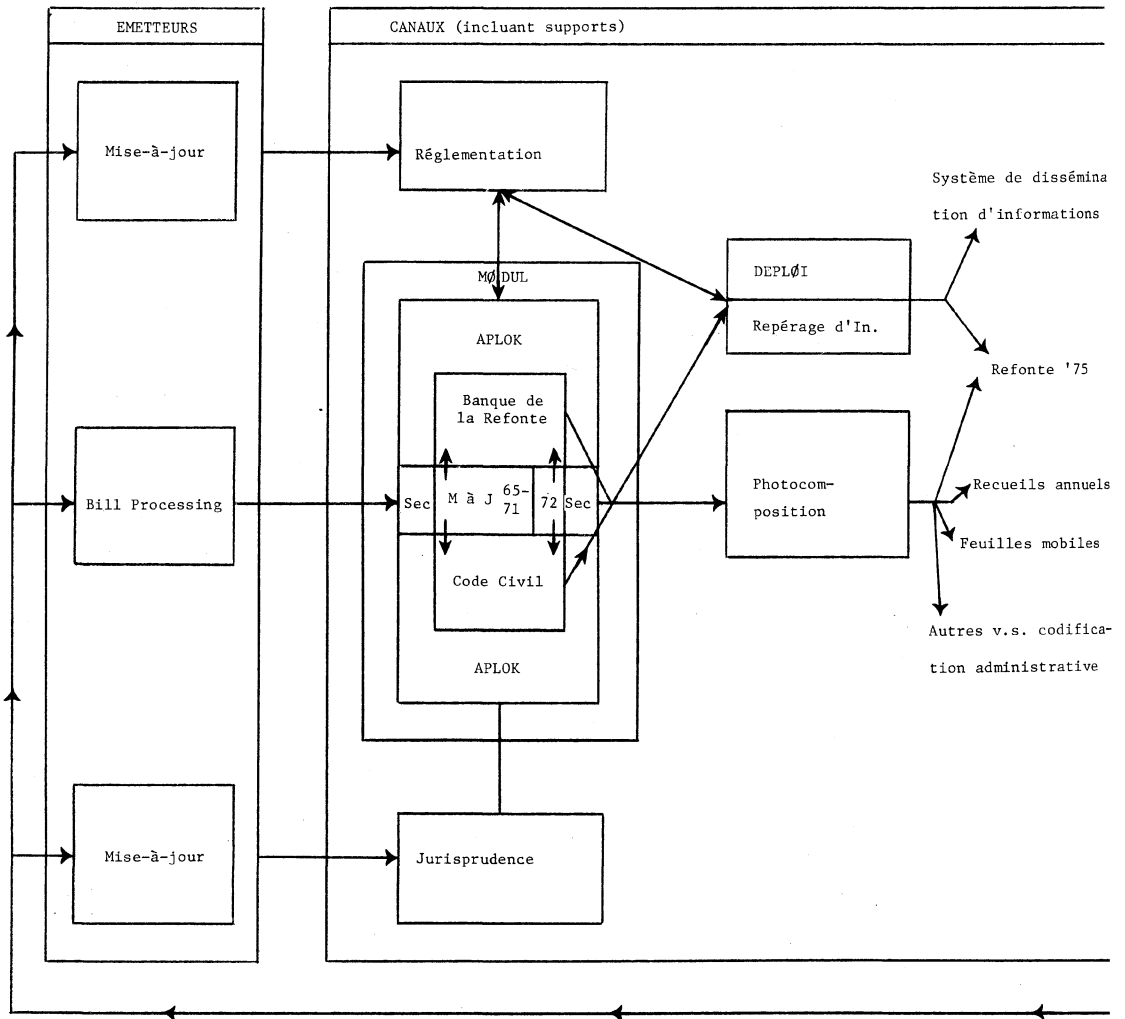 EMETTEURS
CANAUX (incluant supports)
Mise-à-jour
Réglementation
Système de dissémina
tion d'informations
MØDUL
DEPLØI
Repérage d'In.
APLOK
Refonte '75
Banque de
la Refonte
Bill Processing
Sec
M à J
65-
71
72
Sec
Photocom-
position
Recueils annuels
Feuilles mobiles
Code Civil
Autres v.s. codifica-
tion administrative
APLOK
Mise-à-jour
Jurisprudence